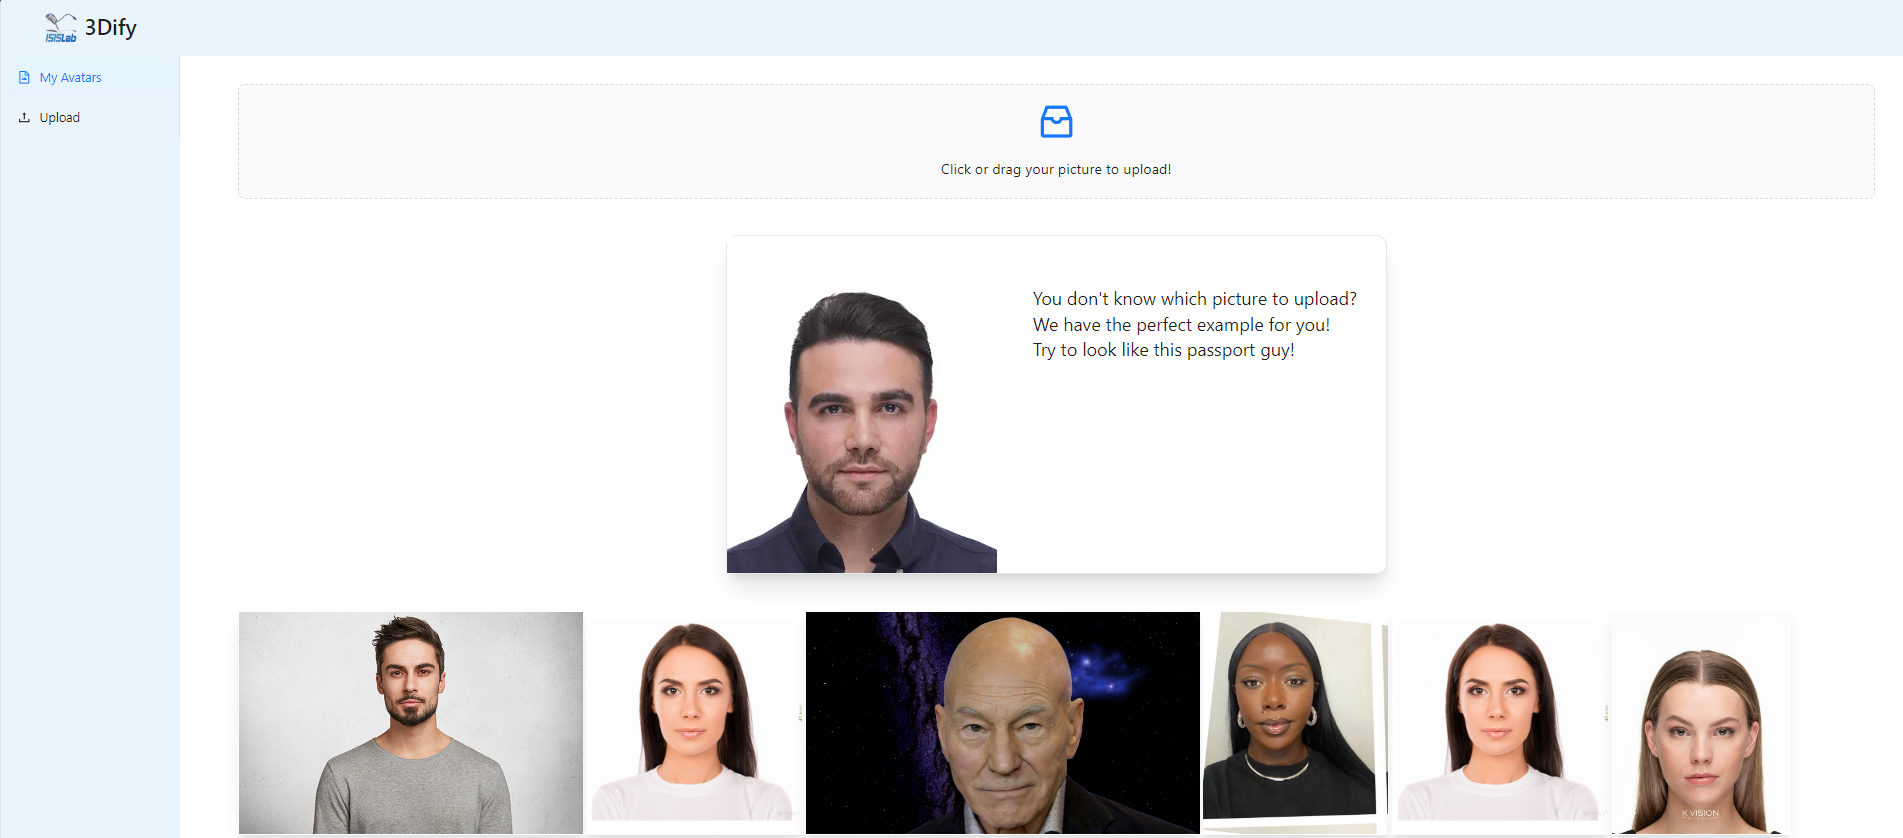 ISISLab
3Dify
My Avatars
Upload
Click or drag your picture to upload!
You don't know which picture to upload?
We have the perfect example for you!
Try to look like this passport guy!
K VISION